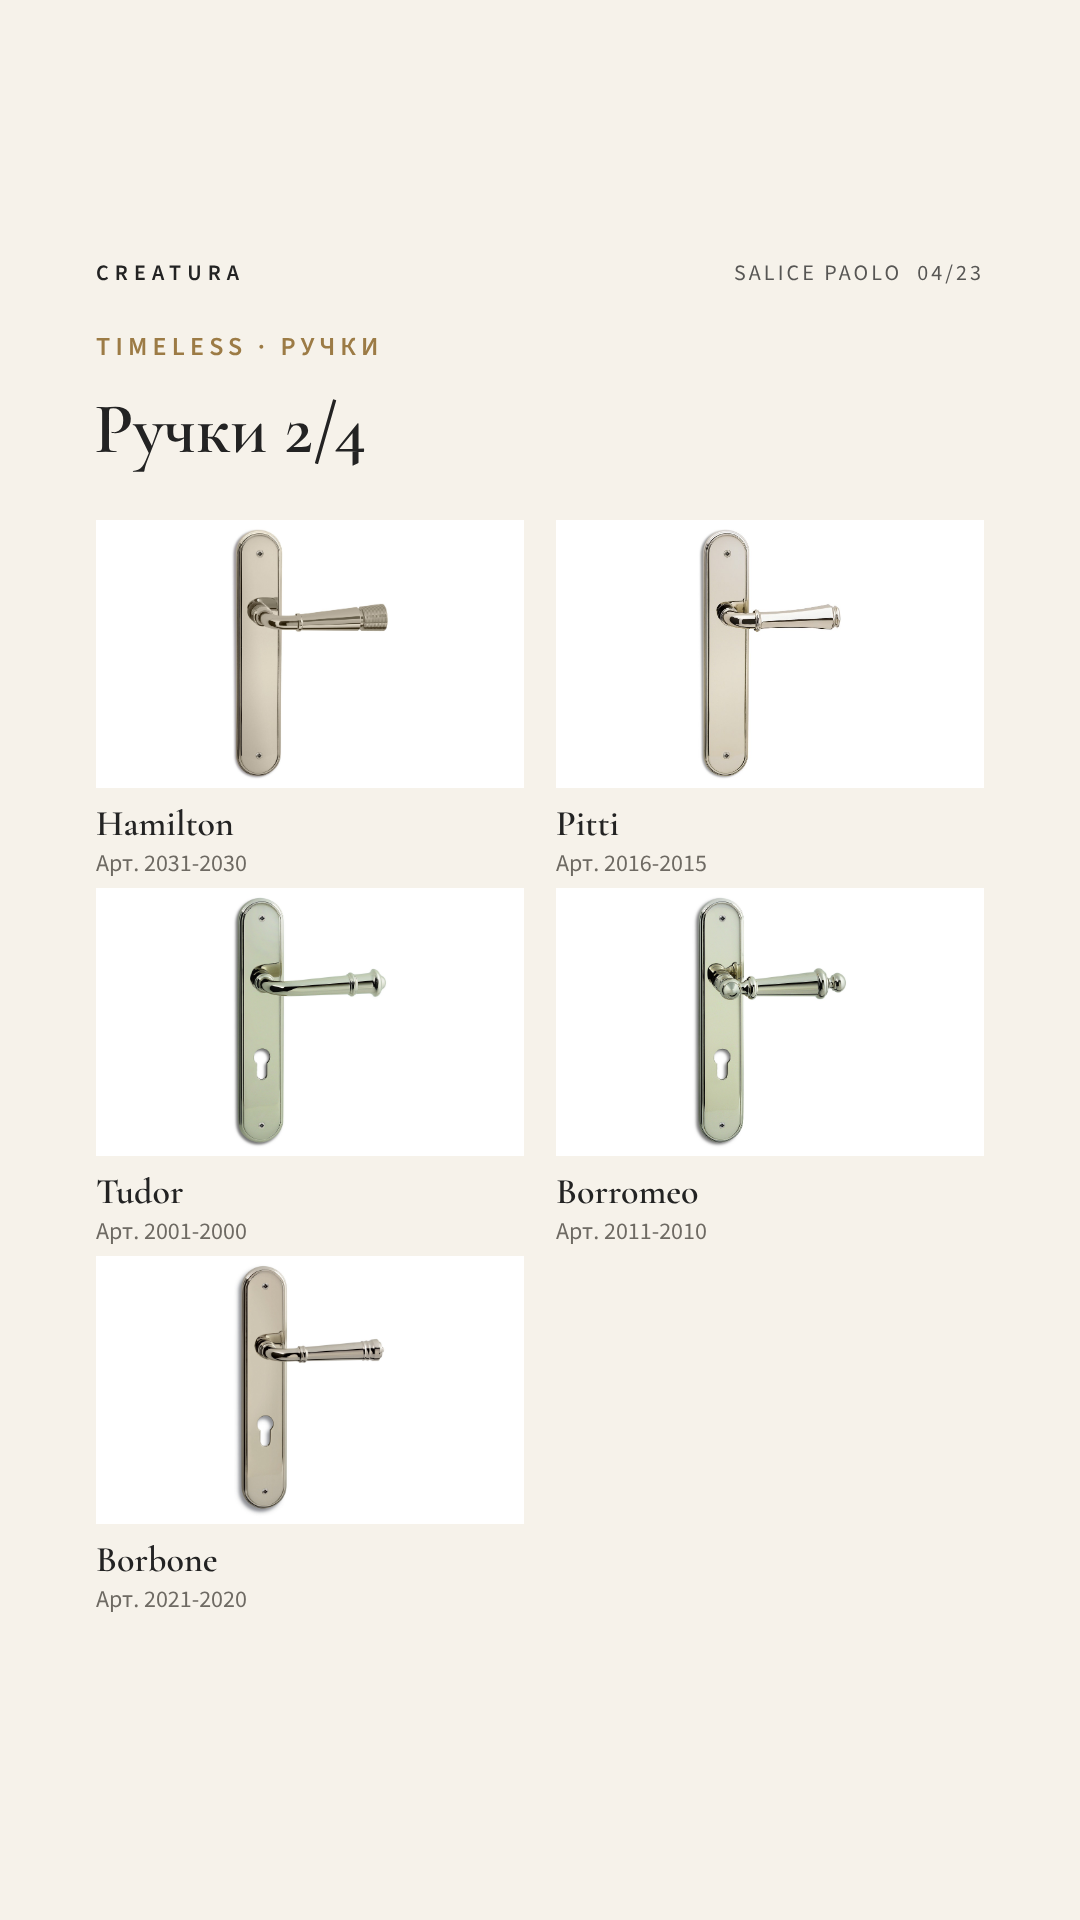 CREATURA
SALICE PAOLO 04/23
TIMELESS · РУЧКИ
Ручки 2/4
Hamilton
Арт. 2031-2030
Pitti
Арт. 2016-2015
Tudor
Арт. 2001-2000
Borromeo
Арт. 2011-2010
Borbone
Арт. 2021-2020